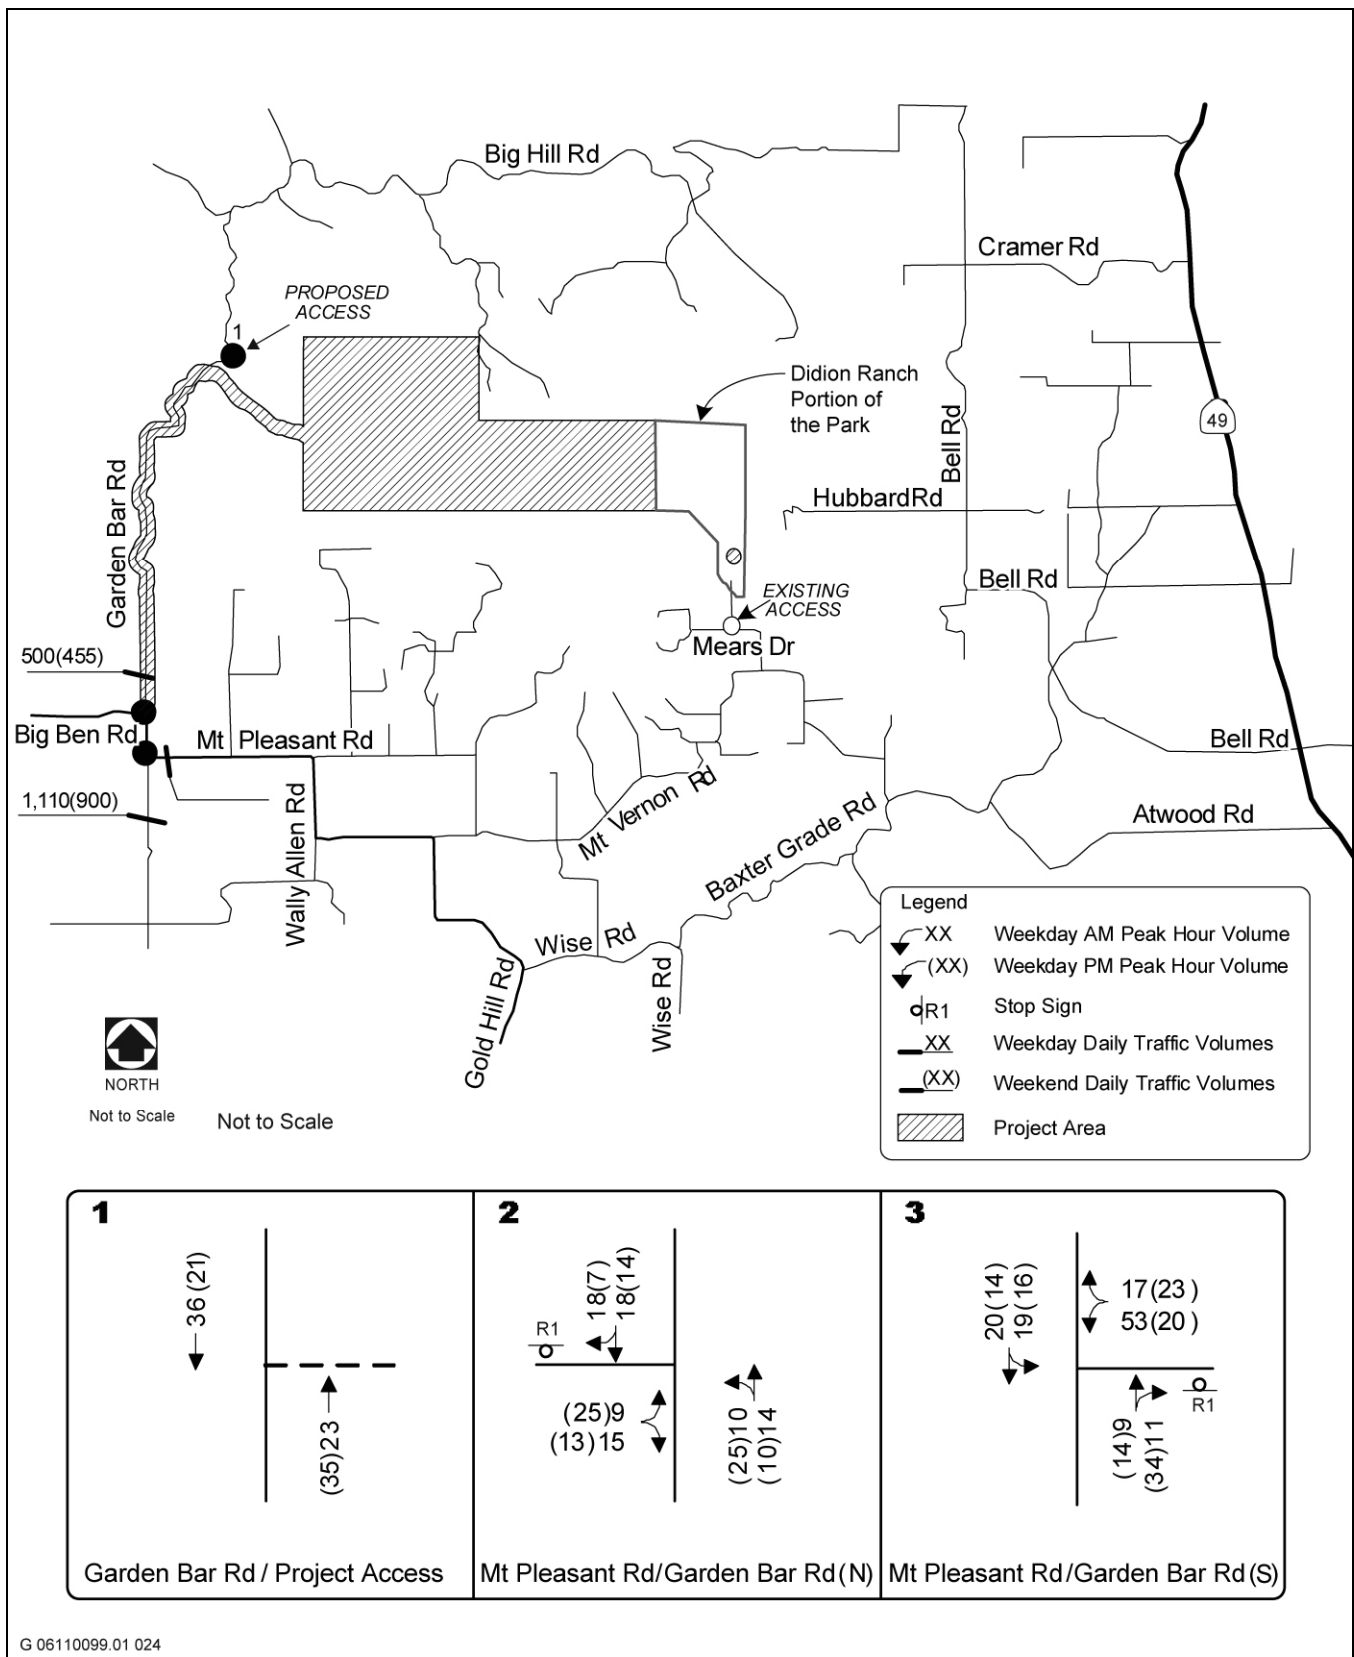 Big Hill Rd
Cramer Rd
PROPOSED
ACCESS
1
Didion Ranch
Portion of
the Park
49
Bell Rd
Garden Bar Rd
Hubbard Rd
Bell Rd
EXISTING
ACCESS
Mears Dr
500(455)
Big Ben Rd
Mt Pleasant Rd
Bell Rd
1,110(900)
Wally Allen Rd
Mt Vernon Rd
Baxter Grade Rd
Atwood Rd
Wise Rd
Gold Hill Rd
Wise Rd
Legend
XX Weekday AM Peak Hour Volume
(XX) Weekday PM Peak Hour Volume
R1 Stop Sign
XX Weekday Daily Traffic Volumes
(XX) Weekend Daily Traffic Volumes
Project Area
NORTH
Not to Scale
Not to Scale
1
36(21)
(35)23
Garden Bar Rd / Project Access
2
18(7)
18(14)
R1
(25)9
(13)15
(25)10
(10)14
Mt Pleasant Rd/Garden Bar Rd(N)
3
20(14)
19(16)
17(23)
53(20)
(14)9
(34)11
R1
Mt Pleasant Rd/Garden Bar Rd(S)
G 06110099.01 024